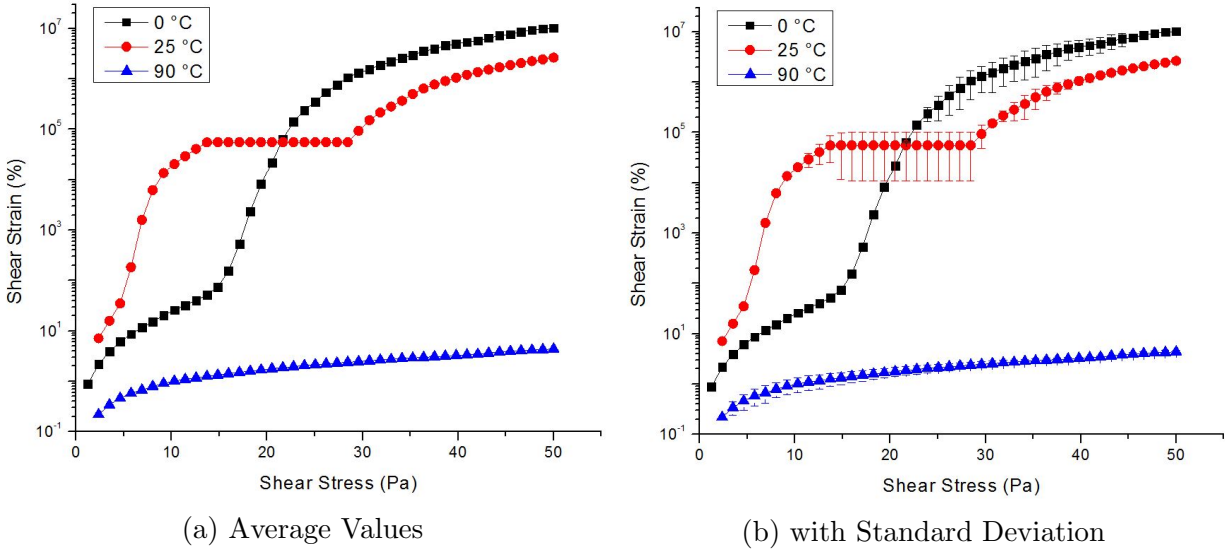 0 °C
25 °C
90 °C
10^7
10^5
10^3
10^1
10^-1
Shear Strain (%)
0 10 20 30 40 50
Shear Stress (Pa)
(a) Average Values
0 °C
25 °C
90 °C
10^7
10^5
10^3
10^1
10^-1
Shear Strain (%)
0 10 20 30 40 50
Shear Stress (Pa)
(b) with Standard Deviation